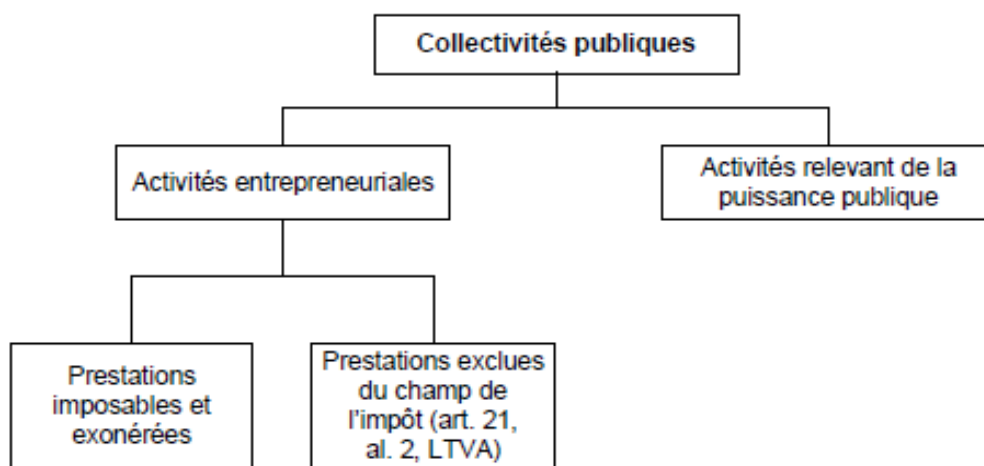 Collectivités publiques
Activités entrepreneuriales
Activités relevant de la
puissance publique
Prestations
imposables et
exonérées
Prestations exclues
du champ de
l'impôt (art. 21,
al. 2, LTVA)